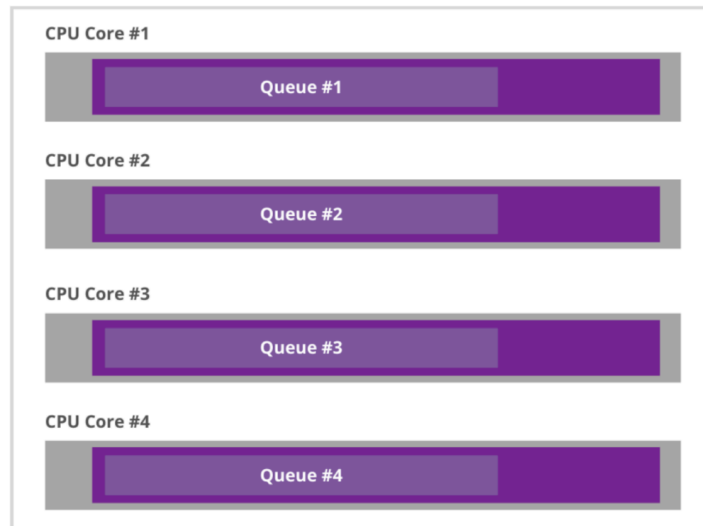 CPU Core #1
Queue #1
CPU Core #2
Queue #2
CPU Core #3
Queue #3
CPU Core #4
Queue #4